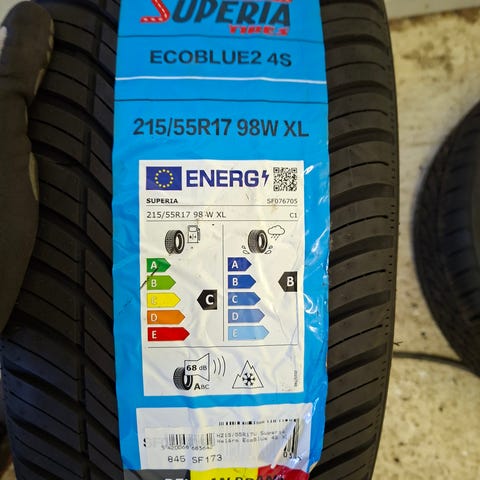 SUPERIA
TIRES
ECOBLUE2 4S
215/55R17 98W XL
ENERG
SUPERIA SF076705
215/55R17 98 W XL C1
A A
B B B
C C C
D D
E E
68 dB
ABC
845 SF173